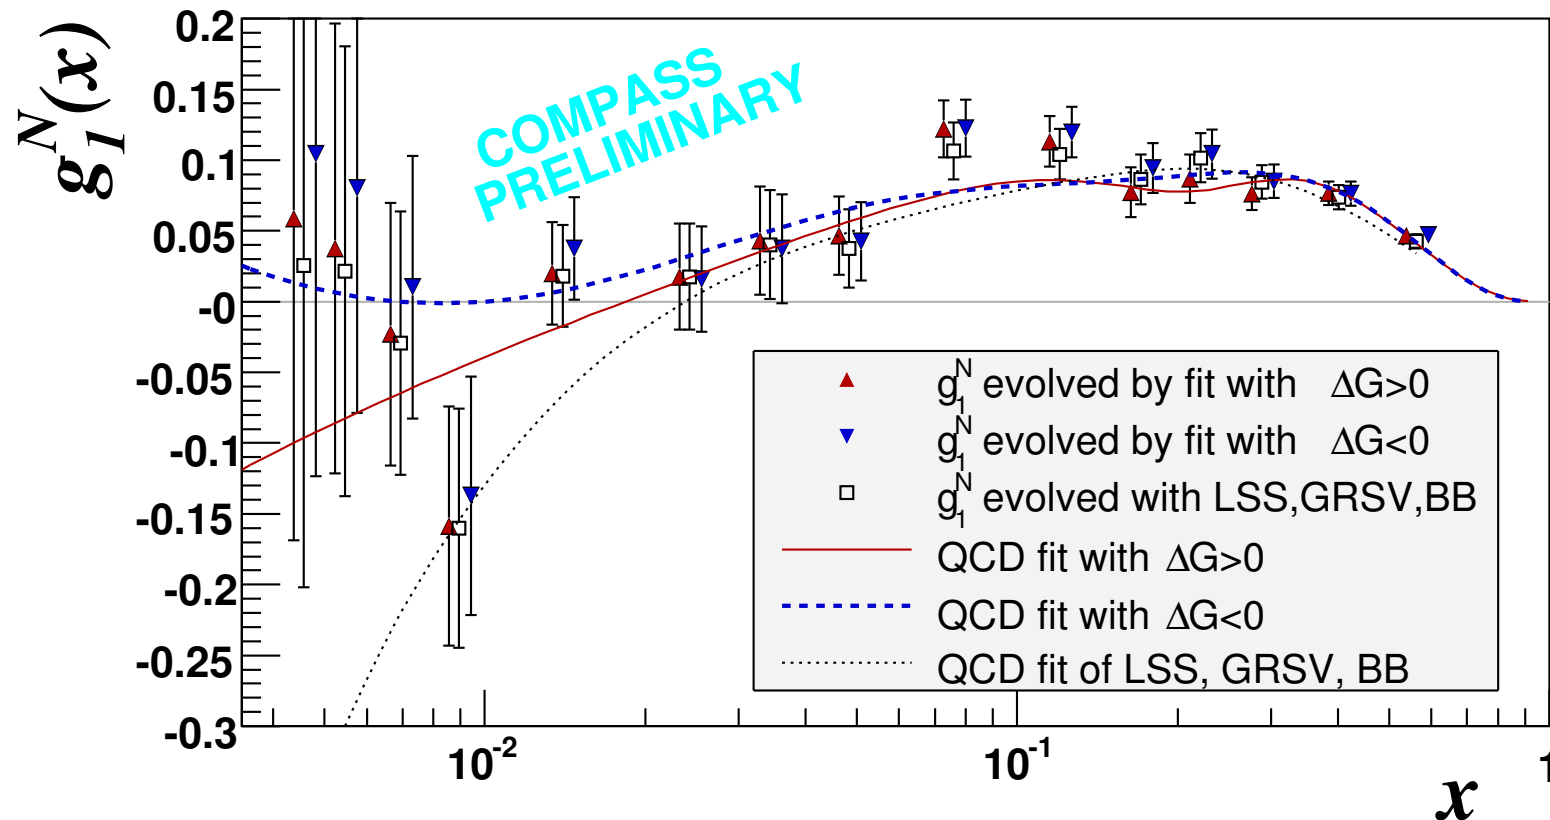 g₁ᴺ(x)
0.2
0.15
0.1
0.05
-0
-0.05
-0.1
-0.15
-0.2
-0.25
-0.3
COMPASS
PRELIMINARY
g₁ᴺ evolved by fit with ΔG>0
g₁ᴺ evolved by fit with ΔG<0
g₁ᴺ evolved with LSS,GRSV,BB
QCD fit with ΔG>0
QCD fit with ΔG<0
QCD fit of LSS, GRSV, BB
10⁻² 10⁻¹ 1
x